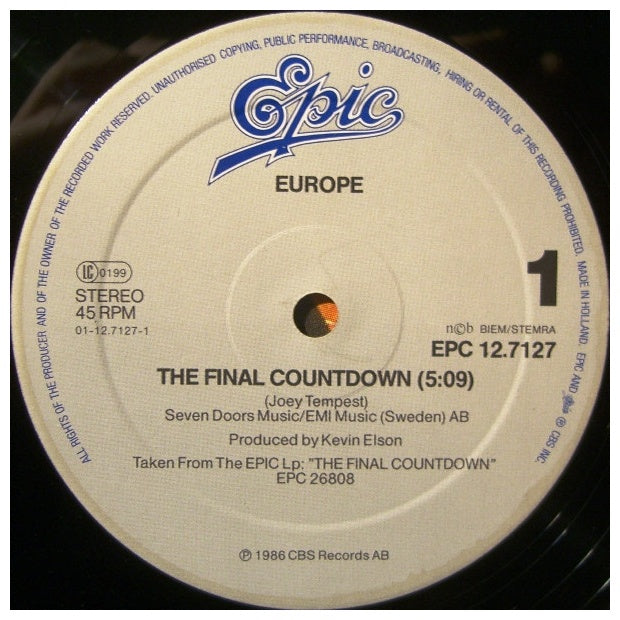 ALL RIGHTS OF THE PRODUCER AND OF THE OWNER OF THE RECORDED WORK RESERVED. UNAUTHORISED COPYING, PUBLIC PERFORMANCE, BROADCASTING, HIRING OR RENTAL OF THIS RECORDING PROHIBITED. MADE IN HOLLAND. EPIC AND Epic ® CBS INC.
Epic
EUROPE
1
LC 0199
STEREO
45 RPM
01-12.7127-1
n©b BIEM/STEMRA
EPC 12.7127
THE FINAL COUNTDOWN (5:09)
(Joey Tempest)
Seven Doors Music/EMI Music (Sweden) AB
Produced by Kevin Elson
Taken From The EPIC Lp: "THE FINAL COUNTDOWN"
EPC 26808
℗ 1986 CBS Records AB